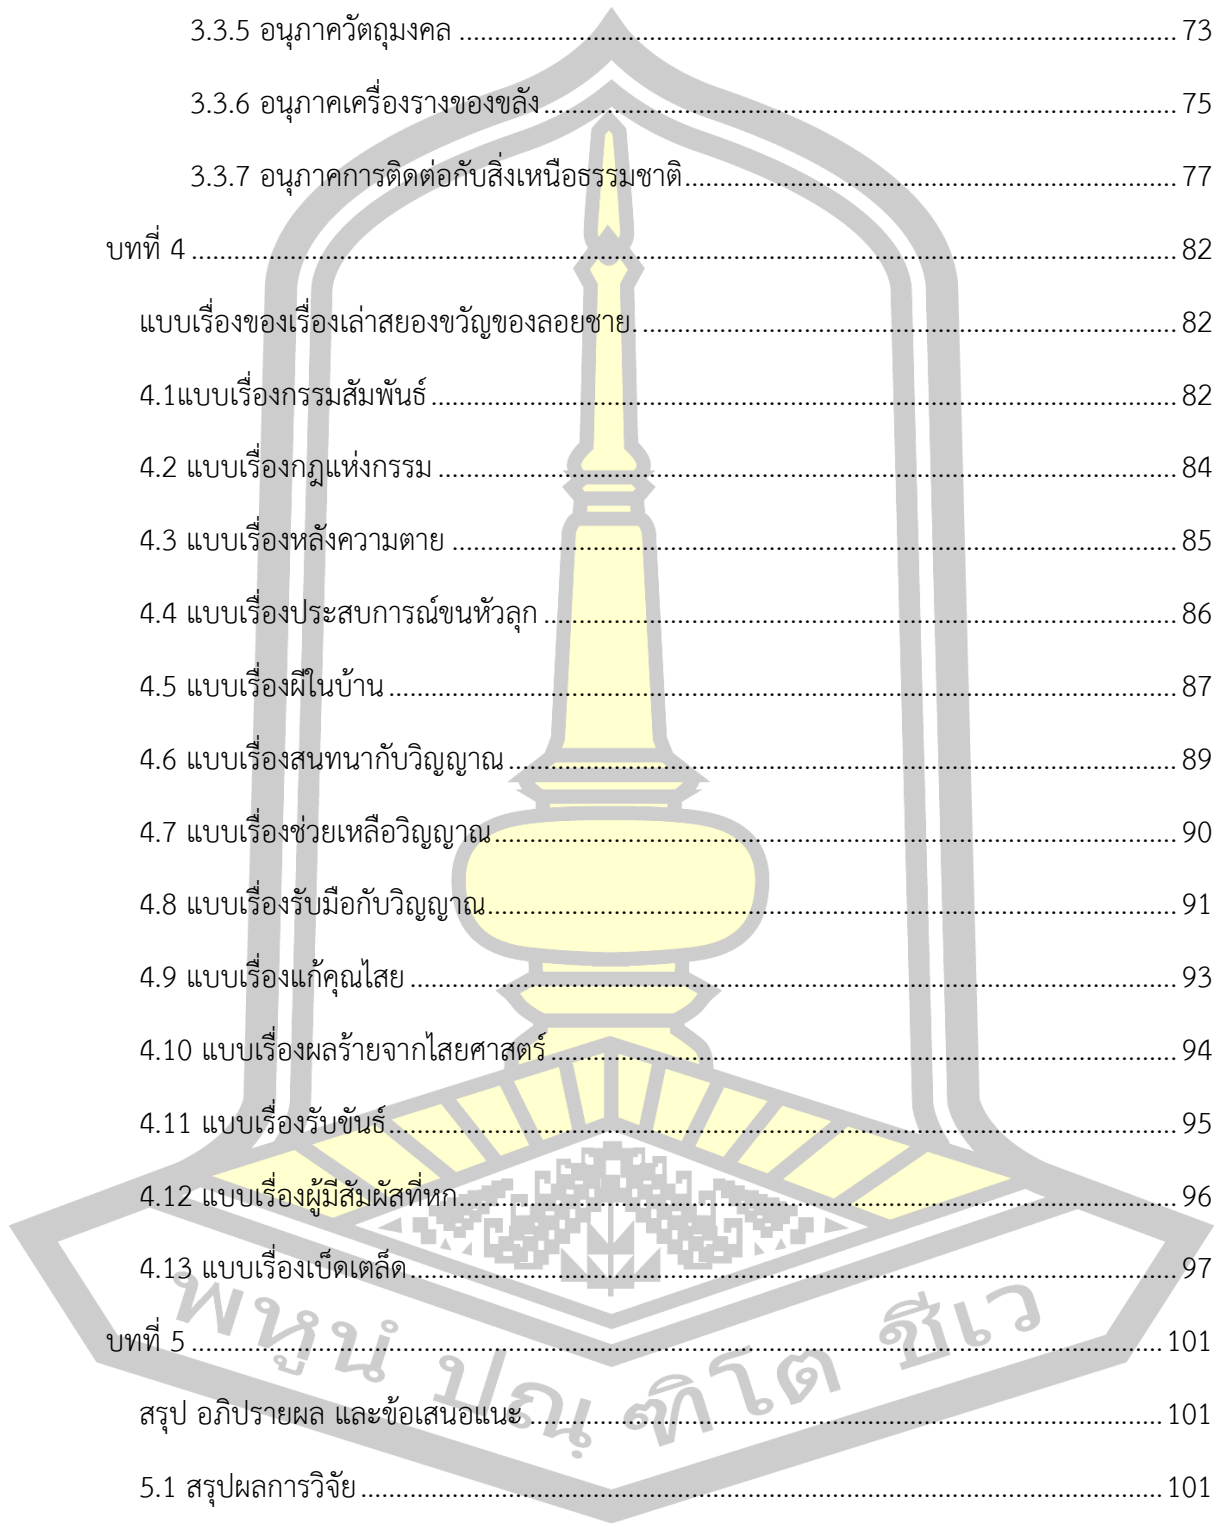 3.3.5 อนุภาควัตถุมงคล ........ 73
3.3.6 อนุภาคเครื่องรางของขลัง ........ 75
3.3.7 อนุภาคการติดต่อกับสิ่งเหนือธรรมชาติ ........ 77
บทที่ 4 ........ 82
แบบเรื่องของเรื่องเล่าสยองขวัญของลอยชาย. ........ 82
4.1แบบเรื่องกรรมสัมพันธ์ ........ 82
4.2 แบบเรื่องกฎแห่งกรรม ........ 84
4.3 แบบเรื่องหลังความตาย ........ 85
4.4 แบบเรื่องประสบการณ์ขนหัวลุก ........ 86
4.5 แบบเรื่องผีในบ้าน ........ 87
4.6 แบบเรื่องสนทนากับวิญญาณ ........ 89
4.7 แบบเรื่องช่วยเหลือวิญญาณ ........ 90
4.8 แบบเรื่องรับมือกับวิญญาณ ........ 91
4.9 แบบเรื่องแก้คุณไสย ........ 93
4.10 แบบเรื่องผลร้ายจากไสยศาสตร์ ........ 94
4.11 แบบเรื่องรับขันธ์ ........ 95
4.12 แบบเรื่องผู้มีสัมผัสที่หก ........ 96
4.13 แบบเรื่องเบ็ดเตล็ด ........ 97
บทที่ 5 ........ 101
สรุป อภิปรายผล และข้อเสนอแนะ ........ 101
5.1 สรุปผลการวิจัย ........ 101
พหูนํ ปณฺฑิโต ชีเว